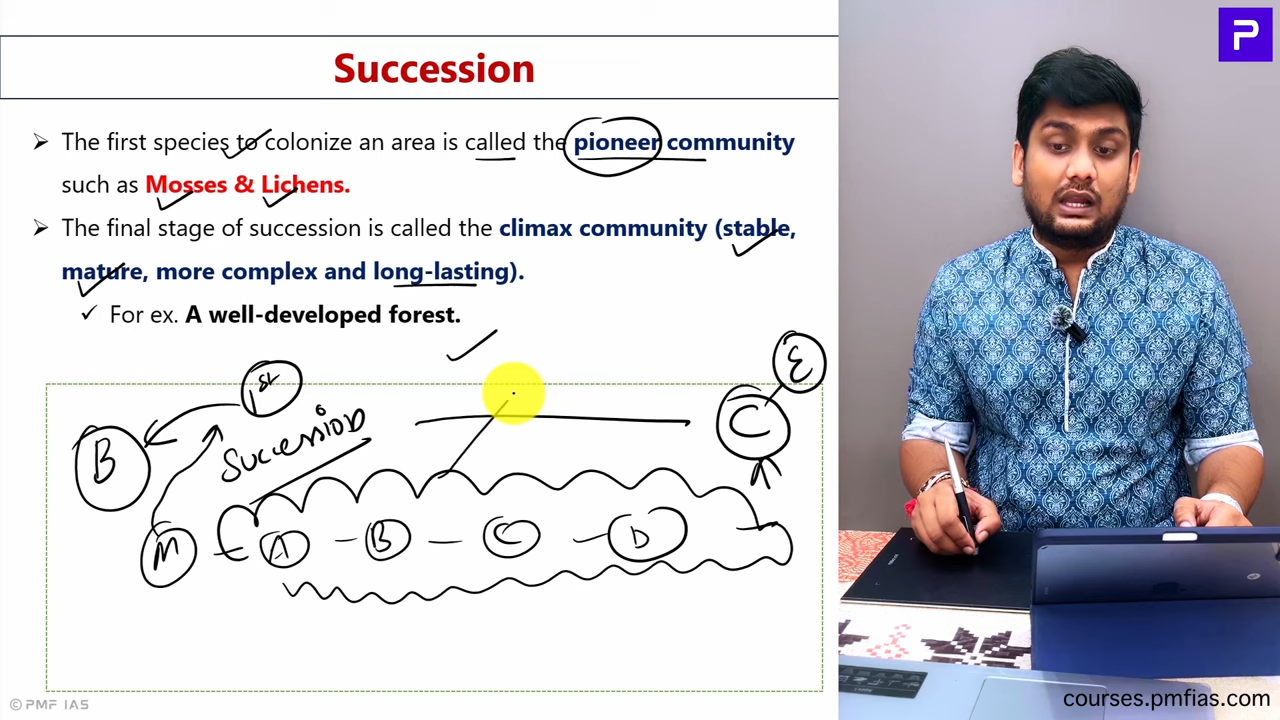 P
Succession
➢ The first species to colonize an area is called the pioneer community
such as Mosses & Lichens.
➢ The final stage of succession is called the climax community (stable,
mature, more complex and long-lasting).
✓ For ex. A well-developed forest.
E
1st
C
Succession
B
M A B C D
© PMF IAS
courses.pmfias.com